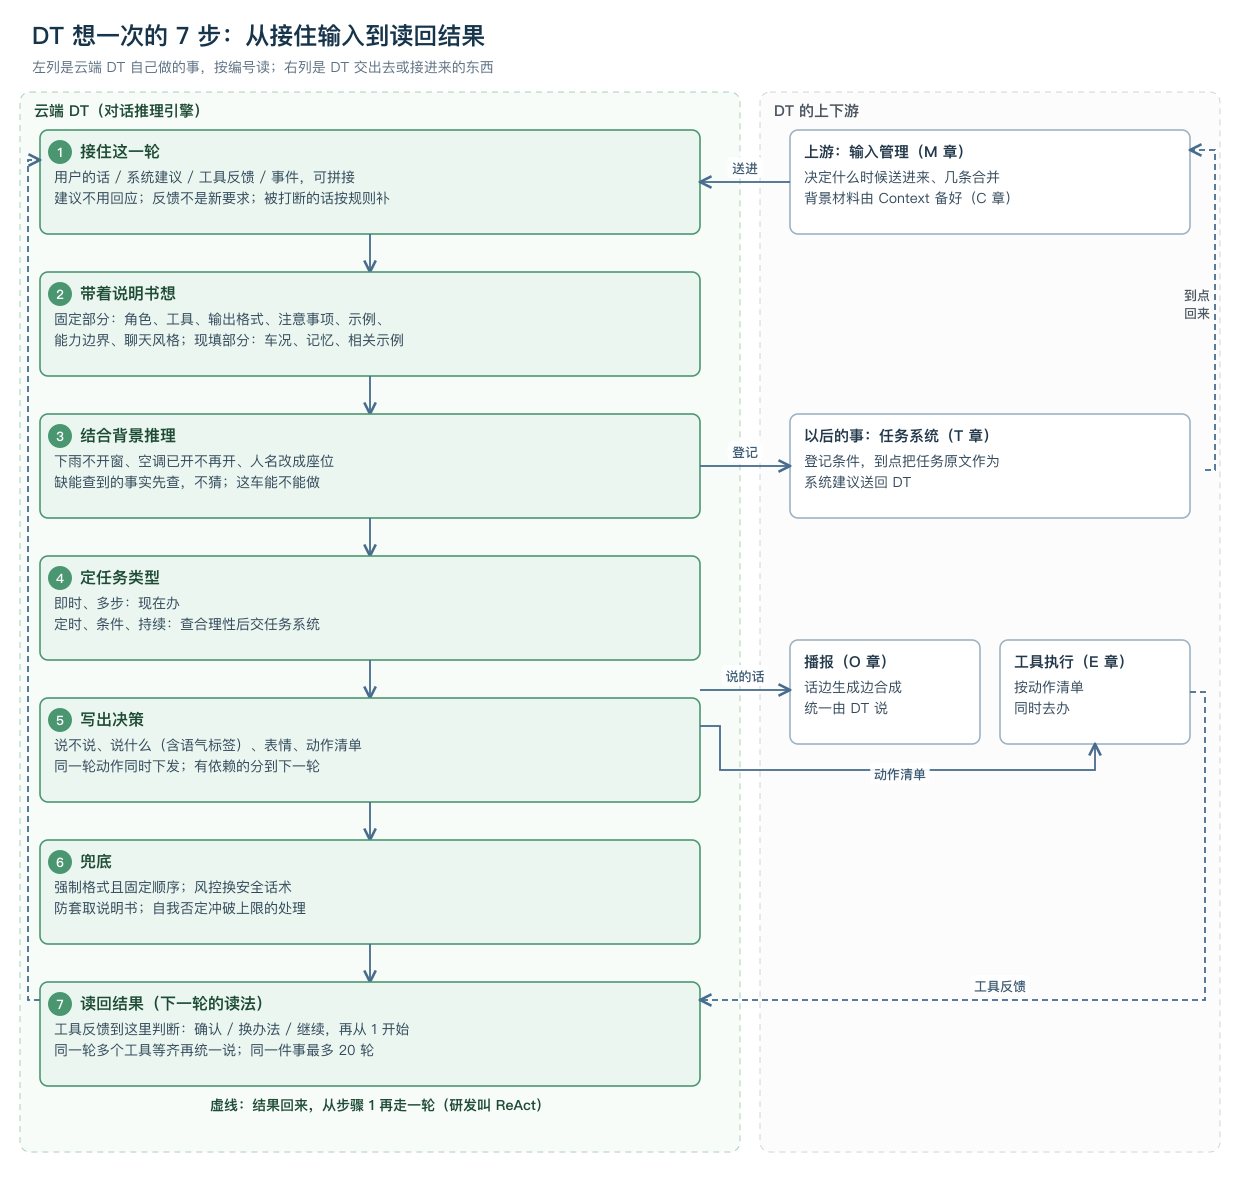 DT 想一次的 7 步：从接住输入到读回结果
左列是云端 DT 自己做的事，按编号读；右列是 DT 交出去或接进来的东西
云端 DT（对话推理引擎）
1 接住这一轮
用户的话 / 系统建议 / 工具反馈 / 事件，可拼接
建议不用回应；反馈不是新要求；被打断的话按规则补
2 带着说明书想
固定部分：角色、工具、输出格式、注意事项、示例、
能力边界、聊天风格；现填部分：车况、记忆、相关示例
3 结合背景推理
下雨不开窗、空调已开不再开、人名改成座位
缺能查到的事实先查，不猜；这车能不能做
4 定任务类型
即时、多步：现在办
定时、条件、持续：查合理性后交任务系统
5 写出决策
说不说、说什么（含语气标签）、表情、动作清单
同一轮动作同时下发；有依赖的分到下一轮
6 兜底
强制格式且固定顺序；风控换安全话术
防套取说明书；自我否定冲破上限的处理
7 读回结果（下一轮的读法）
工具反馈到这里判断：确认 / 换办法 / 继续，再从 1 开始
同一轮多个工具等齐再统一说；同一件事最多 20 轮
虚线：结果回来，从步骤 1 再走一轮（研发叫 ReAct）
DT 的上下游
送进
上游：输入管理（M 章）
决定什么时候送进来、几条合并
背景材料由 Context 备好（C 章）
到点
回来
登记
以后的事：任务系统（T 章）
登记条件，到点把任务原文作为
系统建议送回 DT
说的话
播报（O 章）
话边生成边合成
统一由 DT 说
工具执行（E 章）
按动作清单
同时去办
动作清单
工具反馈